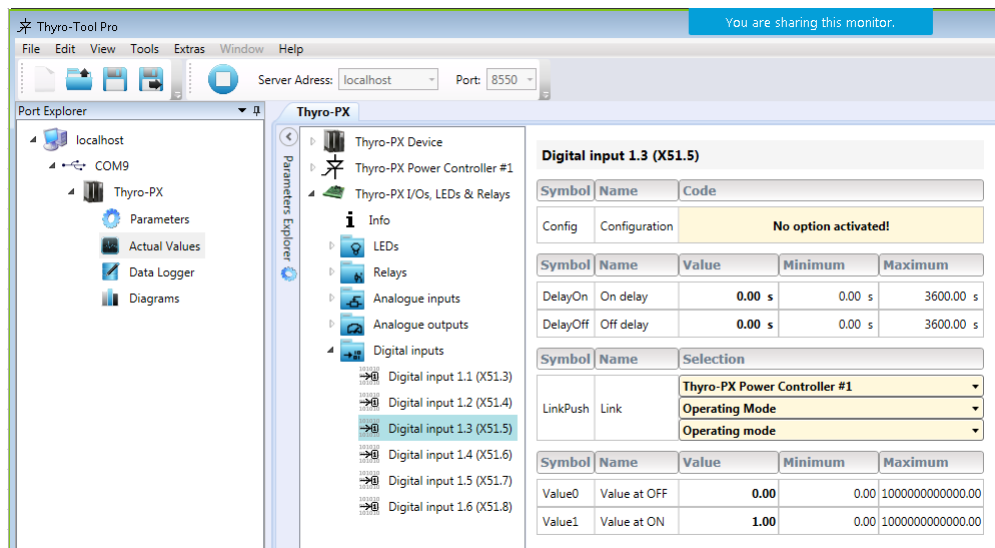 Thyro-Tool Pro
You are sharing this monitor.
File Edit View Tools Extras Window Help
Server Adress: localhost Port: 8550
Port Explorer
localhost
COM9
Thyro-PX
Parameters
Actual Values
Data Logger
Diagrams
Thyro-PX
Parameters Explorer
Thyro-PX Device
Thyro-PX Power Controller #1
Thyro-PX I/Os, LEDs & Relays
Info
LEDs
Relays
Analogue inputs
Analogue outputs
Digital inputs
Digital input 1.1 (X51.3)
Digital input 1.2 (X51.4)
Digital input 1.3 (X51.5)
Digital input 1.4 (X51.6)
Digital input 1.5 (X51.7)
Digital input 1.6 (X51.8)
Digital input 1.3 (X51.5)
Symbol Name Code
Config Configuration No option activated!
Symbol Name Value Minimum Maximum
DelayOn On delay 0.00 s 0.00 s 3600.00 s
DelayOff Off delay 0.00 s 0.00 s 3600.00 s
Symbol Name Selection
LinkPush Link Thyro-PX Power Controller #1
Operating Mode
Operating mode
Symbol Name Value Minimum Maximum
Value0 Value at OFF 0.00 0.00 1000000000000.00
Value1 Value at ON 1.00 0.00 1000000000000.00